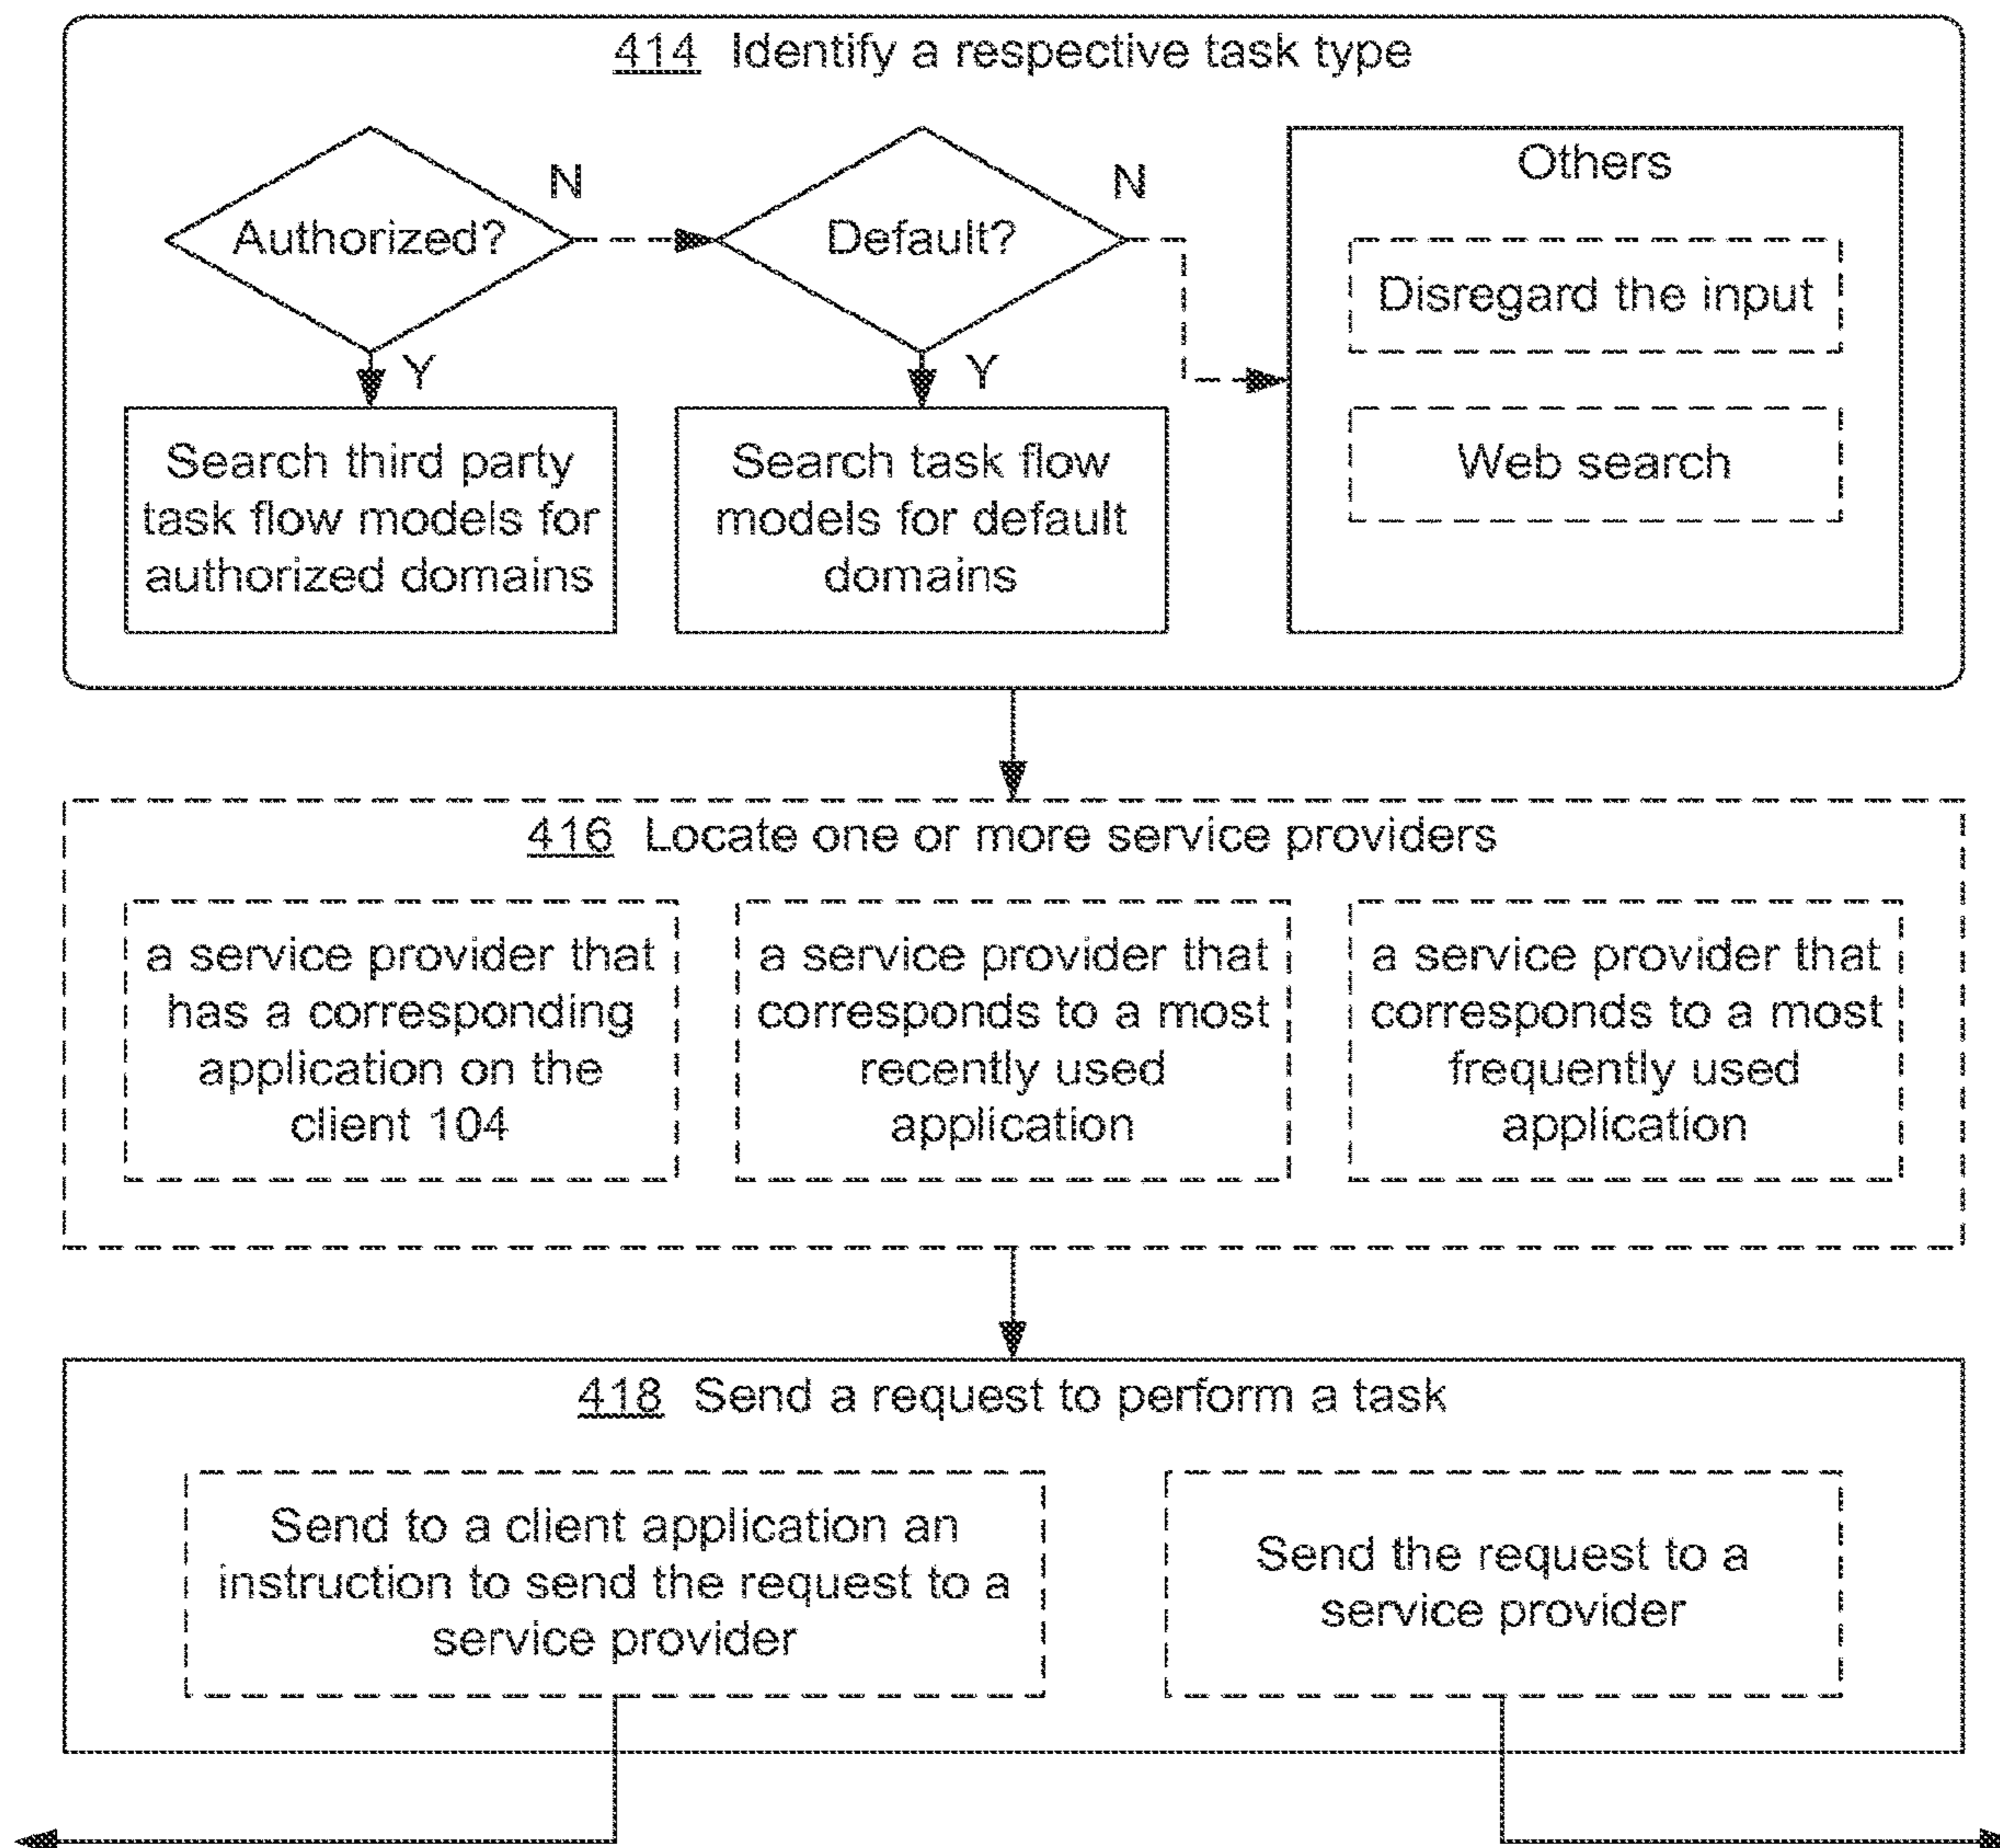 414 Identify a respective task type
Authorized?
N
Y
Default?
N
Y
Search third party
task flow models for
authorized domains
Search task flow
models for default
domains
Others
Disregard the input
Web search
416 Locate one or more service providers
a service provider that
has a corresponding
application on the
client 104
a service provider that
corresponds to a most
recently used
application
a service provider that
corresponds to a most
frequently used
application
418 Send a request to perform a task
Send to a client application an
instruction to send the request to a
service provider
Send the request to a
service provider